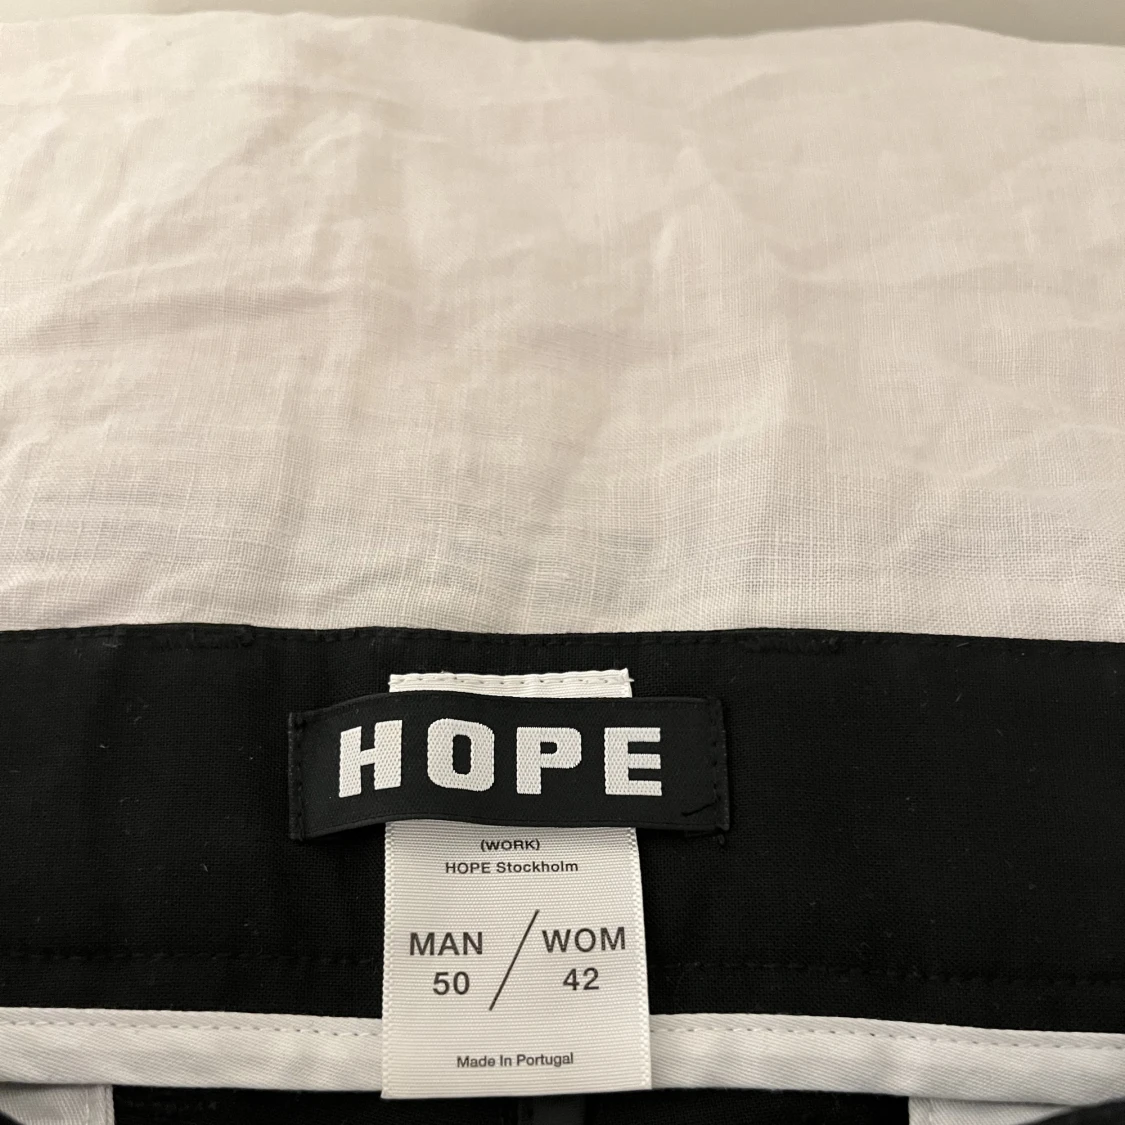 HOPE
(WORK)
HOPE Stockholm
MAN / WOM
50 42
Made In Portugal